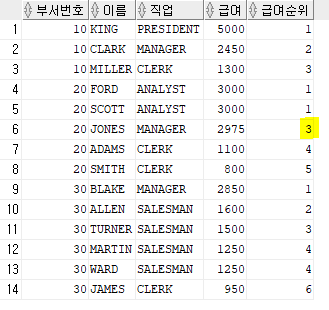 부서번호 이름 직업 급여 급여순위
1 10 KING PRESIDENT 5000 1
2 10 CLARK MANAGER 2450 2
3 10 MILLER CLERK 1300 3
4 20 FORD ANALYST 3000 1
5 20 SCOTT ANALYST 3000 1
6 20 JONES MANAGER 2975 3
7 20 ADAMS CLERK 1100 4
8 20 SMITH CLERK 800 5
9 30 BLAKE MANAGER 2850 1
10 30 ALLEN SALESMAN 1600 2
11 30 TURNER SALESMAN 1500 3
12 30 MARTIN SALESMAN 1250 4
13 30 WARD SALESMAN 1250 4
14 30 JAMES CLERK 950 6